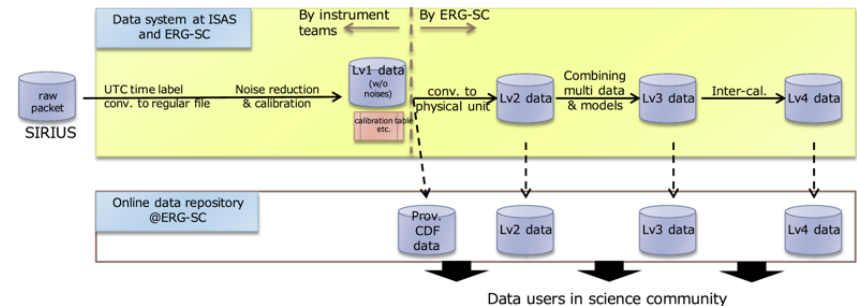 Data system at ISAS
and ERG-SC
By instrument
teams
By ERG-SC
raw
packet
SIRIUS
UTC time label
conv. to regular file
Noise reduction
& calibration
Lv1 data
(w/o
noises)
calibration table
etc.
conv. to
physical unit
Lv2 data
Combining
multi data
& models
Lv3 data
Inter-cal.
Lv4 data
Online data repository
@ERG-SC
Prov.
CDF
data
Lv2 data
Lv3 data
Lv4 data
Data users in science community